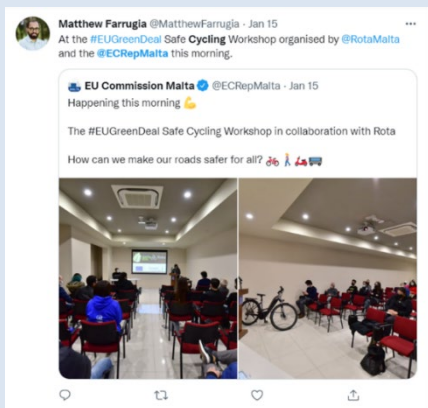 Matthew Farrugia @MatthewFarrugia · Jan 15
At the #EUGreenDeal Safe Cycling Workshop organised by @RotaMalta
and the @ECRepMalta this morning.
EU Commission Malta @ECRepMalta · Jan 15
Happening this morning 💪
The #EUGreenDeal Safe Cycling Workshop in collaboration with Rota
How can we make our roads safer for all? 🚲🚶🛵🚌